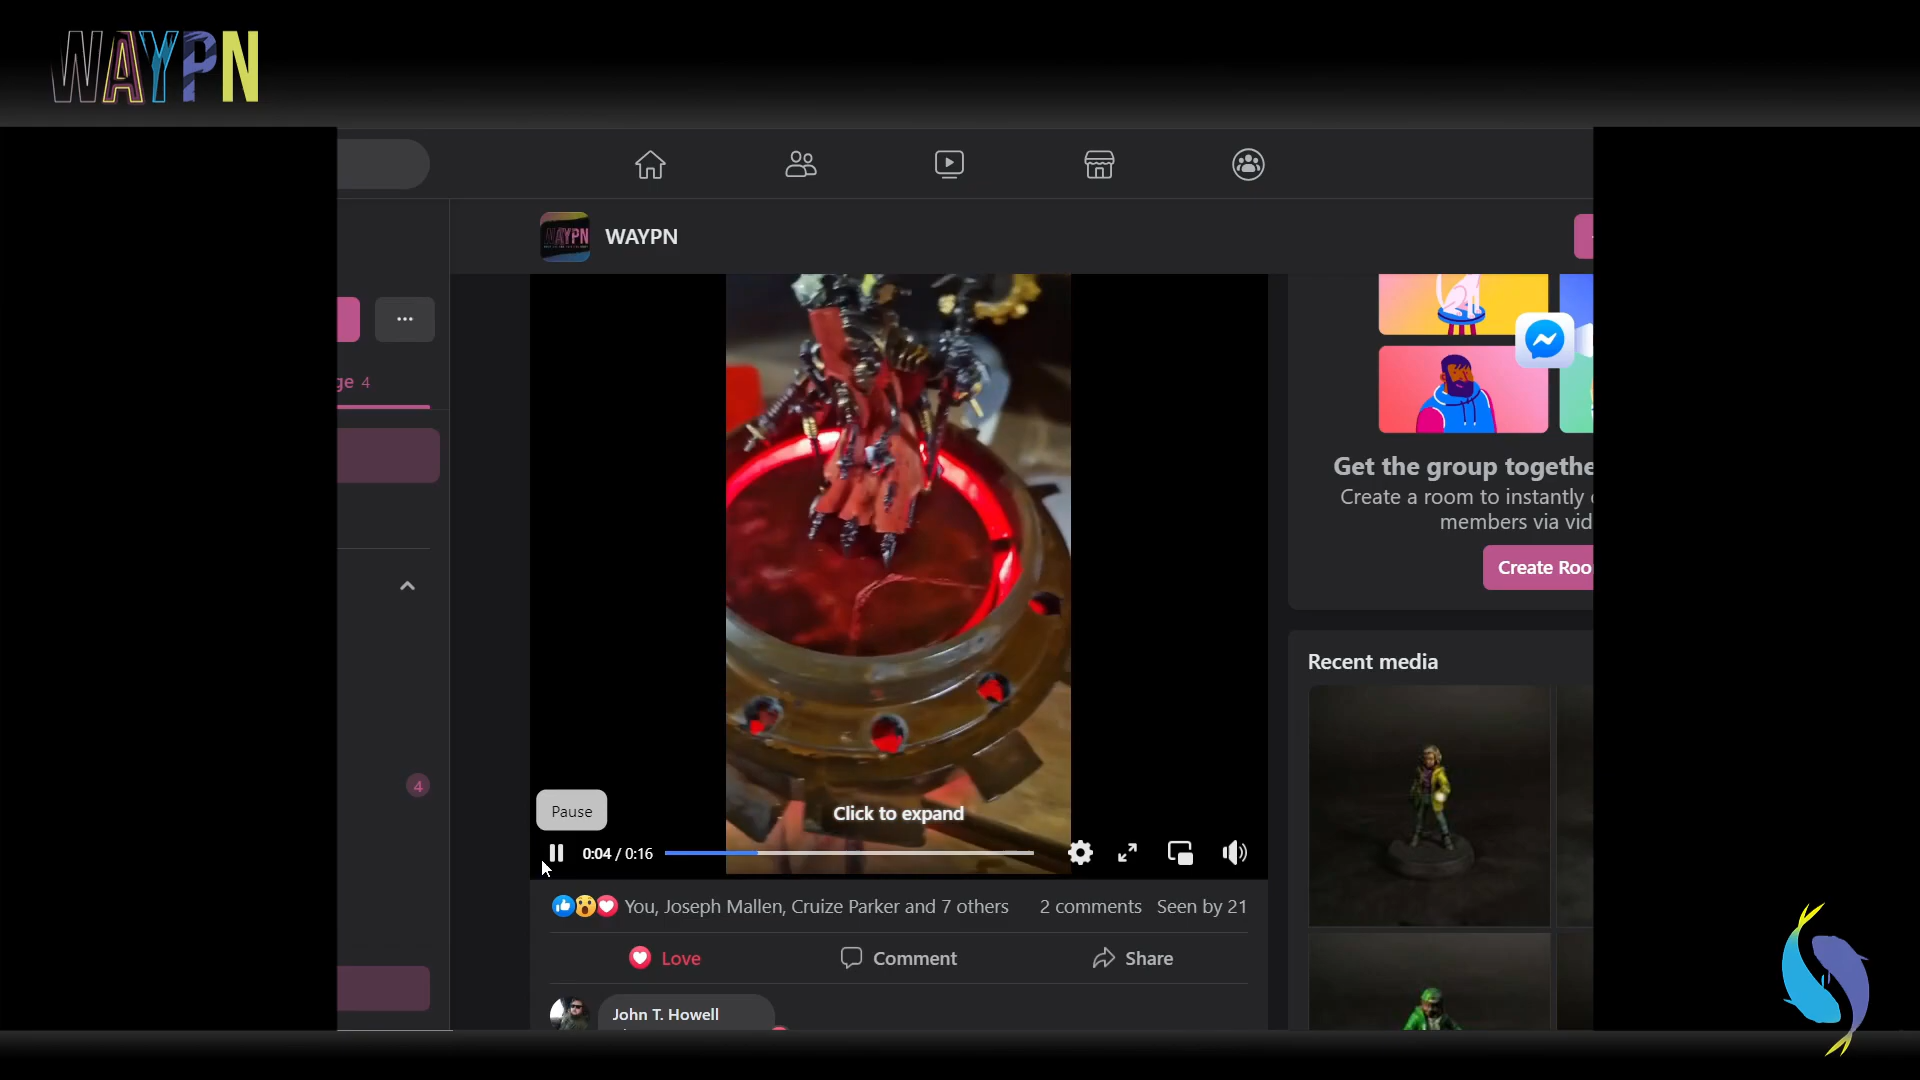 WAYPN
WAYPN
WAYPN
...
ge 4
4
Get the group togethe
Create a room to instantly
members via vid
Create Roo
Recent media
Pause
Click to expand
0:04 / 0:16
You, Joseph Mallen, Cruize Parker and 7 others 2 comments Seen by 21
Love Comment Share
John T. Howell